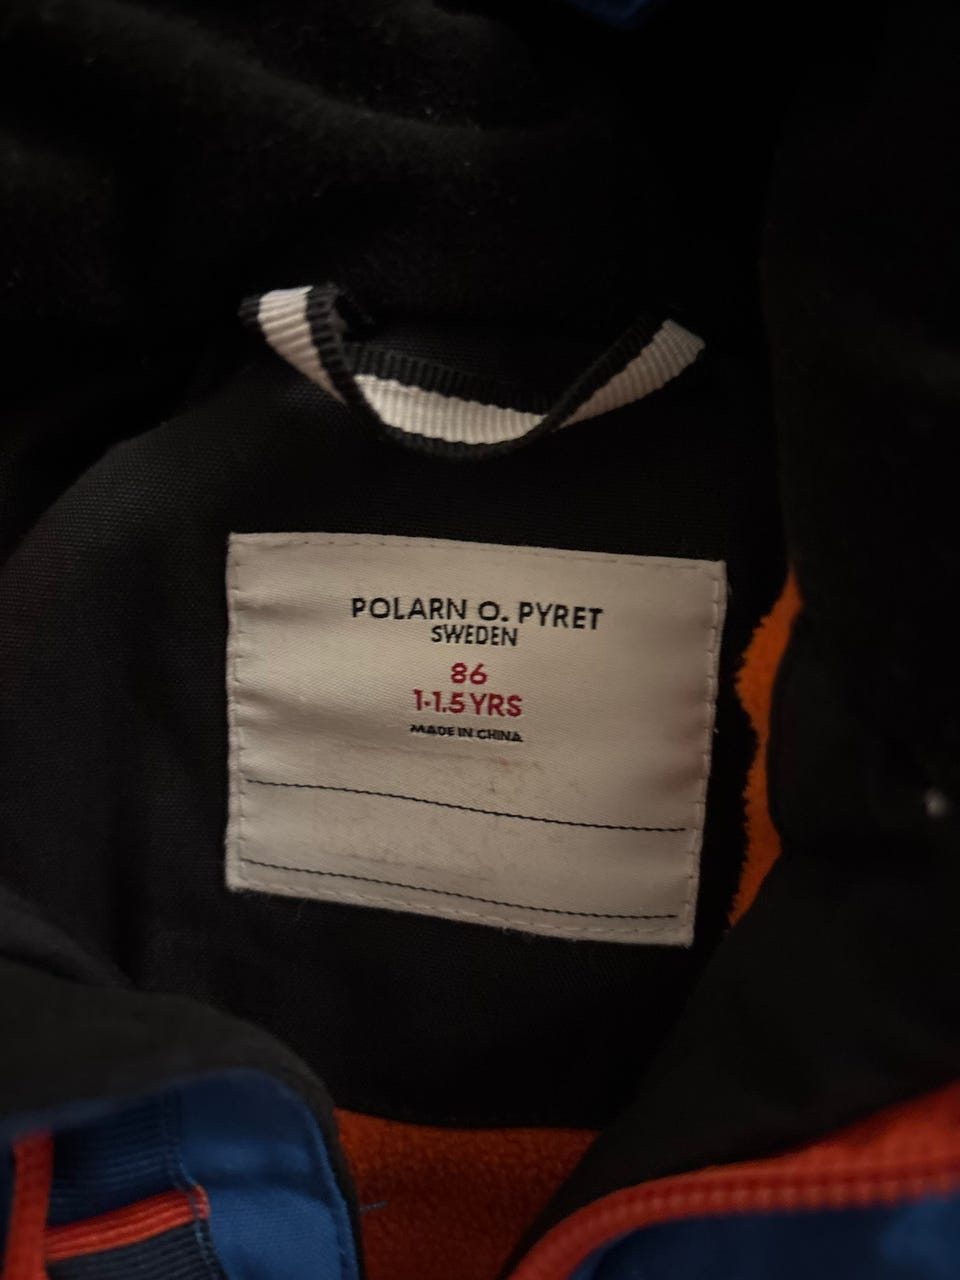 POLARN O. PYRET
SWEDEN
86
1-1.5 YRS
MADE IN CHINA